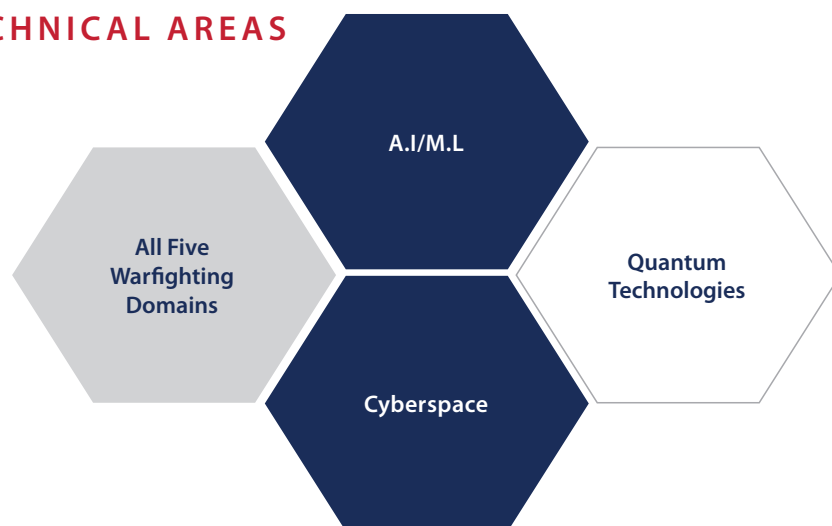 CHNICAL AREAS
A.I/M.L
All Five
Warfighting
Domains
Quantum
Technologies
Cyberspace